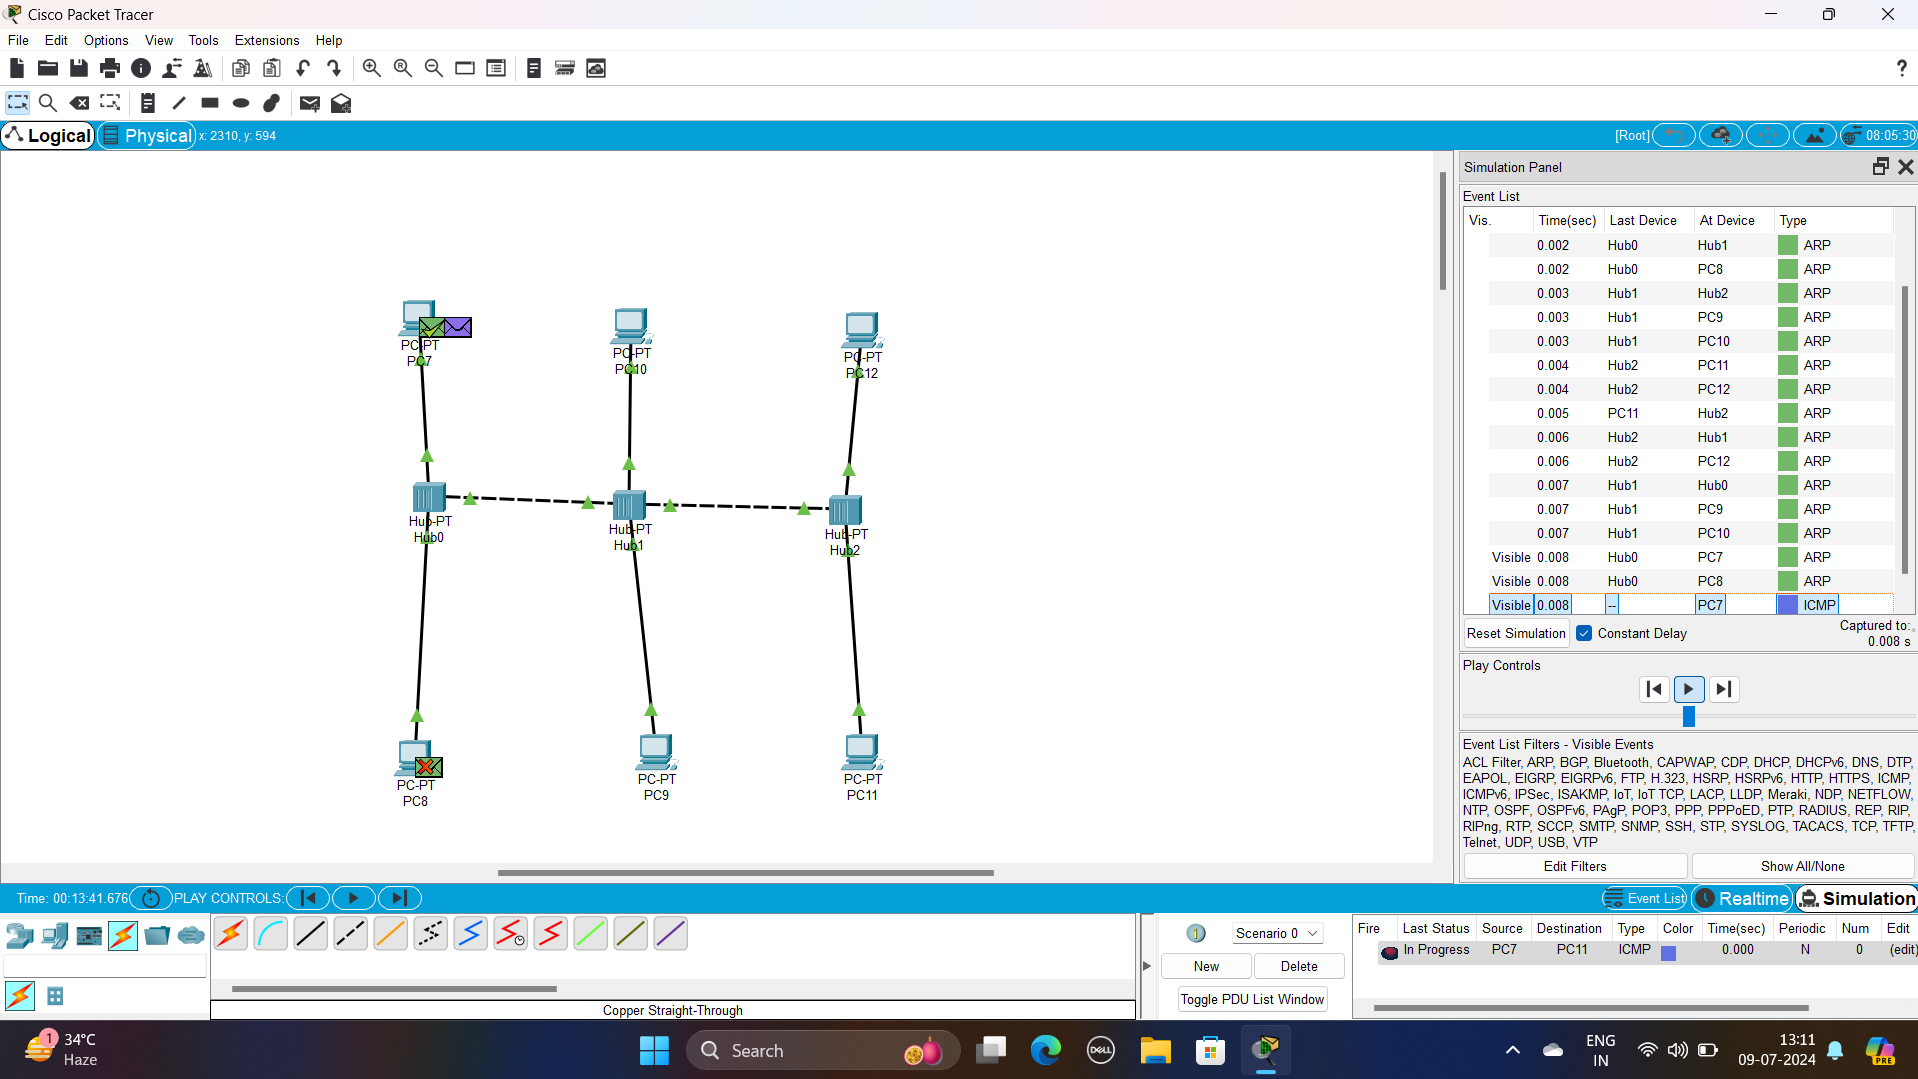 Cisco Packet Tracer
File Edit Options View Tools Extensions Help
?
Logical Physical x: 2310, y: 594 [Root] 08:05:30
Simulation Panel
Event List
Vis. Time(sec) Last Device At Device Type
0.002 Hub0 Hub1 ARP
0.002 Hub0 PC8 ARP
0.003 Hub1 Hub2 ARP
0.003 Hub1 PC9 ARP
0.003 Hub1 PC10 ARP
0.004 Hub2 PC11 ARP
0.004 Hub2 PC12 ARP
0.005 PC11 Hub2 ARP
0.006 Hub2 Hub1 ARP
0.006 Hub2 PC12 ARP
0.007 Hub1 Hub0 ARP
0.007 Hub1 PC9 ARP
0.007 Hub1 PC10 ARP
Visible 0.008 Hub0 PC7 ARP
Visible 0.008 Hub0 PC8 ARP
Visible 0.008 -- PC7 ICMP
Reset Simulation Constant Delay Captured to:
0.008 s
Play Controls
Event List Filters - Visible Events
ACL Filter, ARP, BGP, Bluetooth, CAPWAP, CDP, DHCP, DHCPv6, DNS, DTP,
EAPOL, EIGRP, EIGRPv6, FTP, H.323, HSRP, HSRPv6, HTTP, HTTPS, ICMP,
ICMPv6, IPSec, ISAKMP, IoT, IoT TCP, LACP, LLDP, Meraki, NDP, NETFLOW,
NTP, OSPF, OSPFv6, PAgP, POP3, PPP, PPPoED, PTP, RADIUS, REP, RIP,
RIPng, RTP, SCCP, SMTP, SNMP, SSH, STP, SYSLOG, TACACS, TCP, TFTP,
Telnet, UDP, USB, VTP
Edit Filters Show All/None
PC-PT
PC7
PC-PT
PC10
PC-PT
PC12
Hub-PT
Hub0
Hub-PT
Hub1
Hub-PT
Hub2
PC-PT
PC8
PC-PT
PC9
PC-PT
PC11
Time: 00:13:41.676 PLAY CONTROLS: Event List Realtime Simulation
Scenario 0
New Delete
Toggle PDU List Window
Fire Last Status Source Destination Type Color Time(sec) Periodic Num Edit
In Progress PC7 PC11 ICMP 0.000 N 0 (edit)
Copper Straight-Through
1
34°C
Haze
Search
DELL
ENG
IN
13:11
09-07-2024
PRE